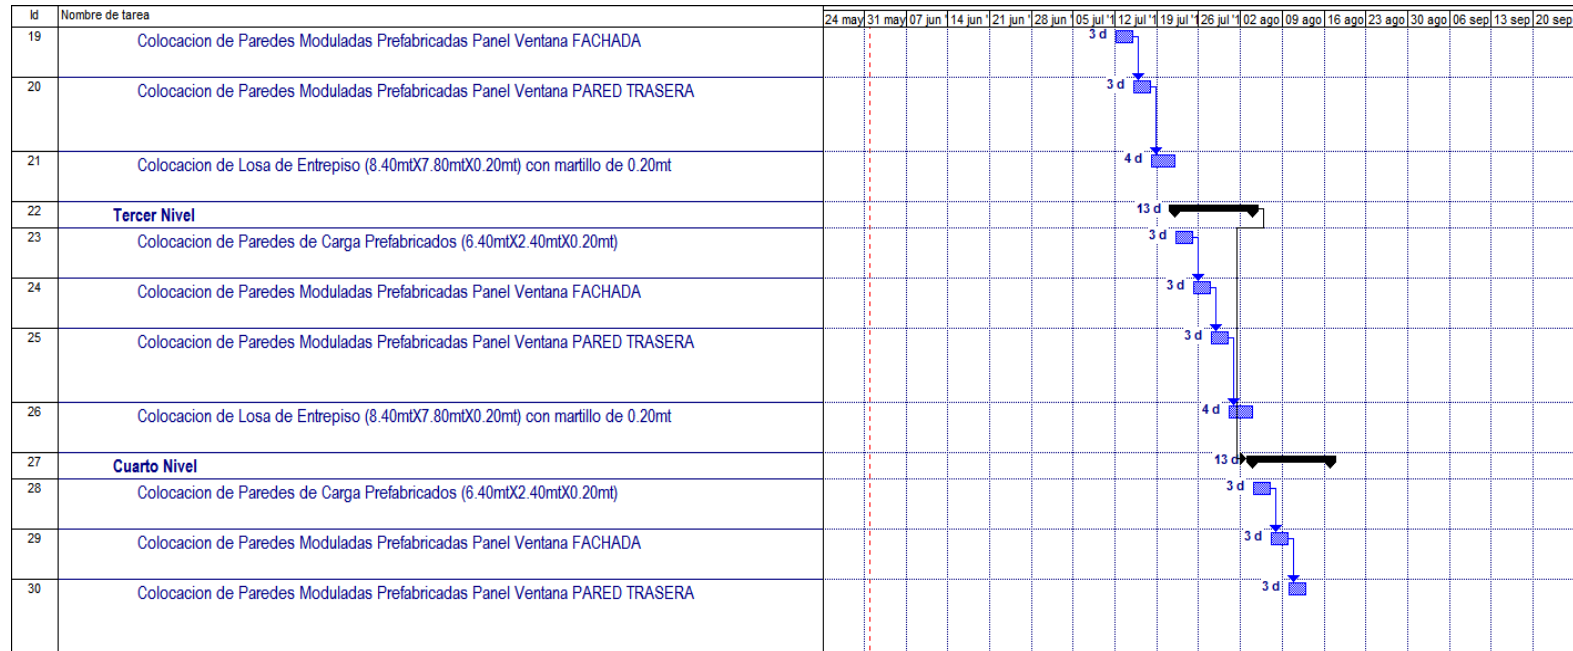 Id Nombre de tarea 24 may 31 may 07 jun ' 14 jun ' 21 jun ' 28 jun ' 05 jul '1 12 jul '1 19 jul '1 26 jul '1 02 ago 09 ago 16 ago 23 ago 30 ago 06 sep 13 sep 20 sep
19 Colocacion de Paredes Moduladas Prefabricadas Panel Ventana FACHADA 3 d
20 Colocacion de Paredes Moduladas Prefabricadas Panel Ventana PARED TRASERA 3 d
21 Colocacion de Losa de Entrepiso (8.40mtX7.80mtX0.20mt) con martillo de 0.20mt 4 d
22 Tercer Nivel 13 d
23 Colocacion de Paredes de Carga Prefabricados (6.40mtX2.40mtX0.20mt) 3 d
24 Colocacion de Paredes Moduladas Prefabricadas Panel Ventana FACHADA 3 d
25 Colocacion de Paredes Moduladas Prefabricadas Panel Ventana PARED TRASERA 3 d
26 Colocacion de Losa de Entrepiso (8.40mtX7.80mtX0.20mt) con martillo de 0.20mt 4 d
27 Cuarto Nivel 13 d
28 Colocacion de Paredes de Carga Prefabricados (6.40mtX2.40mtX0.20mt) 3 d
29 Colocacion de Paredes Moduladas Prefabricadas Panel Ventana FACHADA 3 d
30 Colocacion de Paredes Moduladas Prefabricadas Panel Ventana PARED TRASERA 3 d